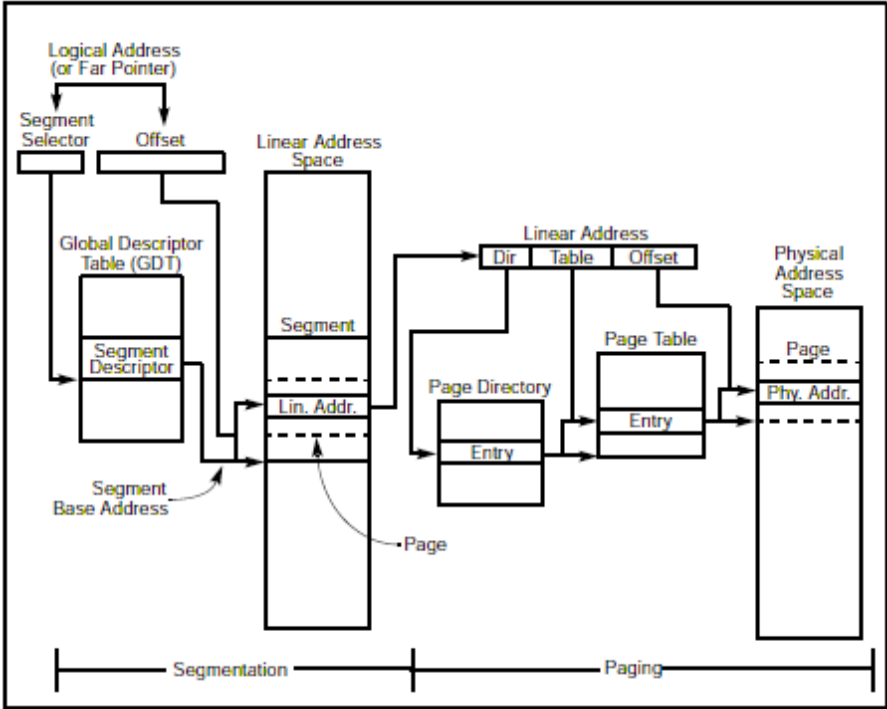 Logical Address
(or Far Pointer)
Segment
Selector
Offset
Linear Address
Space
Global Descriptor
Table (GDT)
Segment
Descriptor
Segment
Lin. Addr.
Segment
Base Address
Page
Linear Address
Dir
Table
Offset
Physical
Address
Space
Page Table
Page Directory
Entry
Entry
Page
Phy. Addr.
Segmentation
Paging